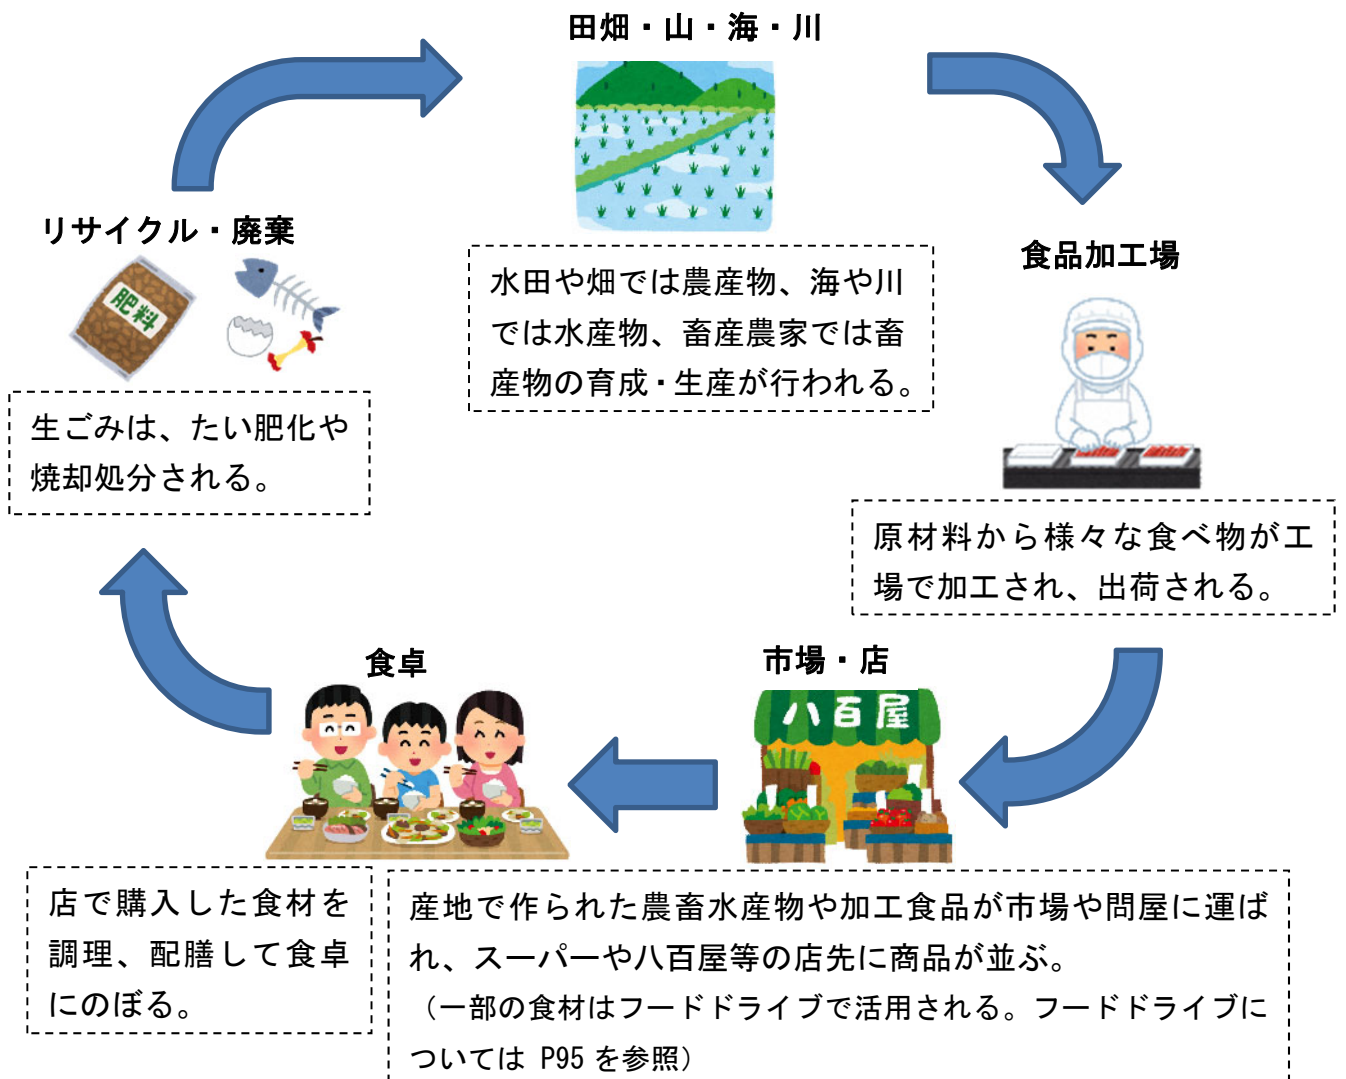 田畑・山・海・川
水田や畑では農産物、海や川
では水産物、畜産農家では畜
産物の育成・生産が行われる。
食品加工場
原材料から様々な食べ物が工
場で加工され、出荷される。
市場・店
八百屋
産地で作られた農畜水産物や加工食品が市場や問屋に運ば
れ、スーパーや八百屋等の店先に商品が並ぶ。
（一部の食材はフードドライブで活用される。フードドライブに
ついては P95 を参照）
食卓
店で購入した食材を
調理、配膳して食卓
にのぼる。
リサイクル・廃棄
肥料
生ごみは、たい肥化や
焼却処分される。